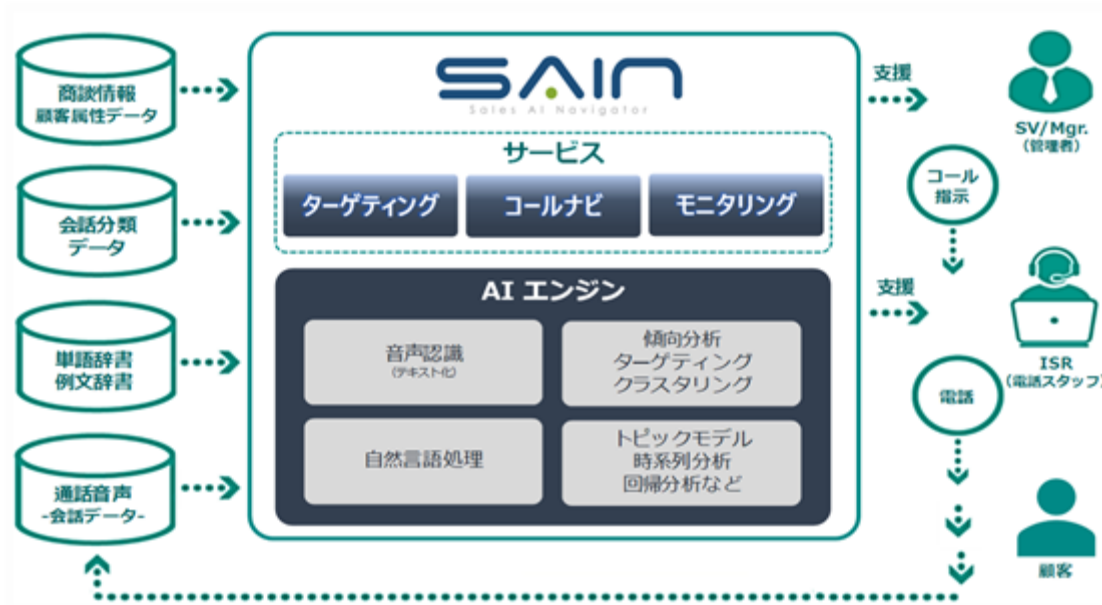 商談情報
顧客属性データ
会話分類
データ
単語辞書
例文辞書
通話音声
-会話データ-
SAIN
Sales AI Navigator
サービス
ターゲティング
コールナビ
モニタリング
AI エンジン
音声認識
(テキスト化)
傾向分析
ターゲティング
クラスタリング
自然言語処理
トピックモデル
時系列分析
回帰分析など
支援
SV/Mgr.
(管理者)
コール
指示
支援
ISR
(電話スタッフ)
電話
顧客